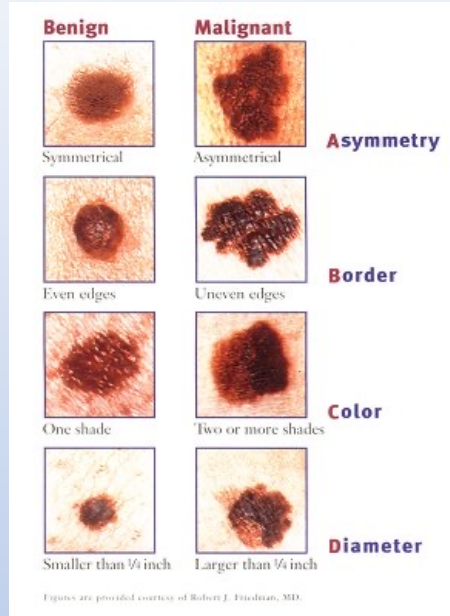 Benign Malignant
Asymmetry
Symmetrical Asymmetrical
Border
Even edges Uneven edges
Color
One shade Two or more shades
Diameter
Smaller than ¼ inch Larger than ¼ inch
Figures are provided courtesy of Robert J. Friedman, MD.